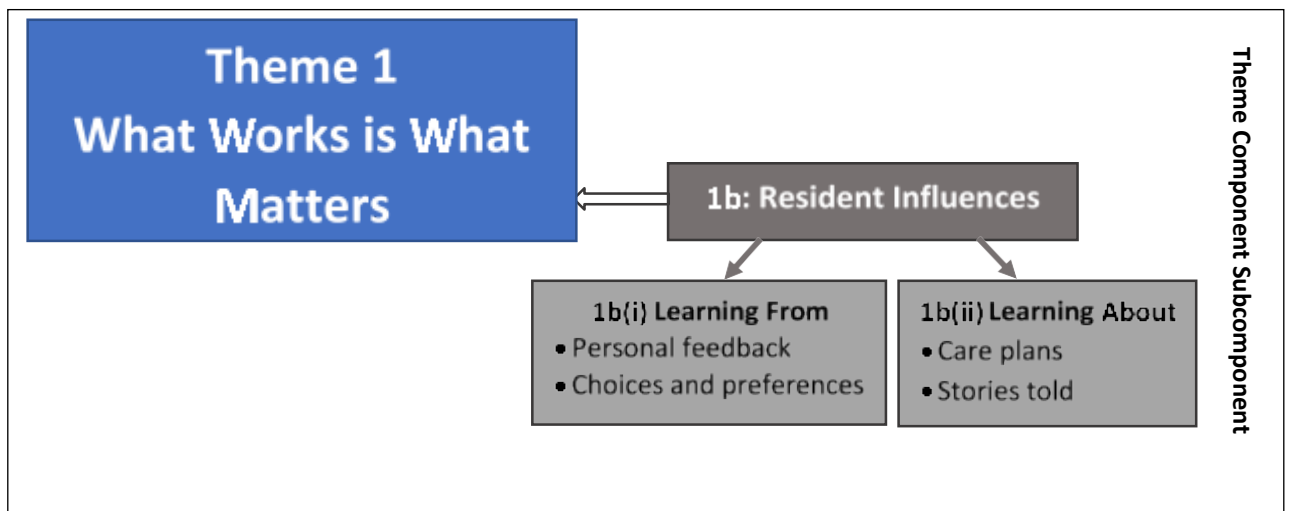 Theme 1
What Works is What
Matters
1b: Resident Influences
1b(i) Learning From
• Personal feedback
• Choices and preferences
1b(ii) Learning About
• Care plans
• Stories told
Theme Component Subcomponent